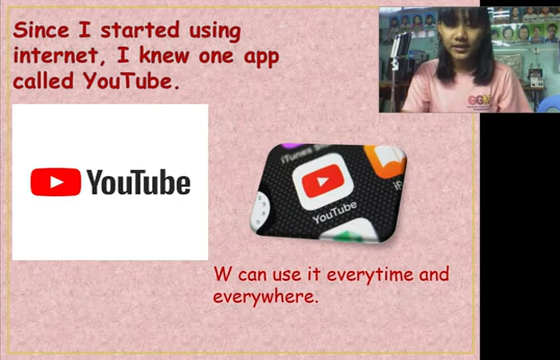 Since I started using
internet, I knew one app
called YouTube.
YouTube
YouTube
W can use it everytime and
everywhere.